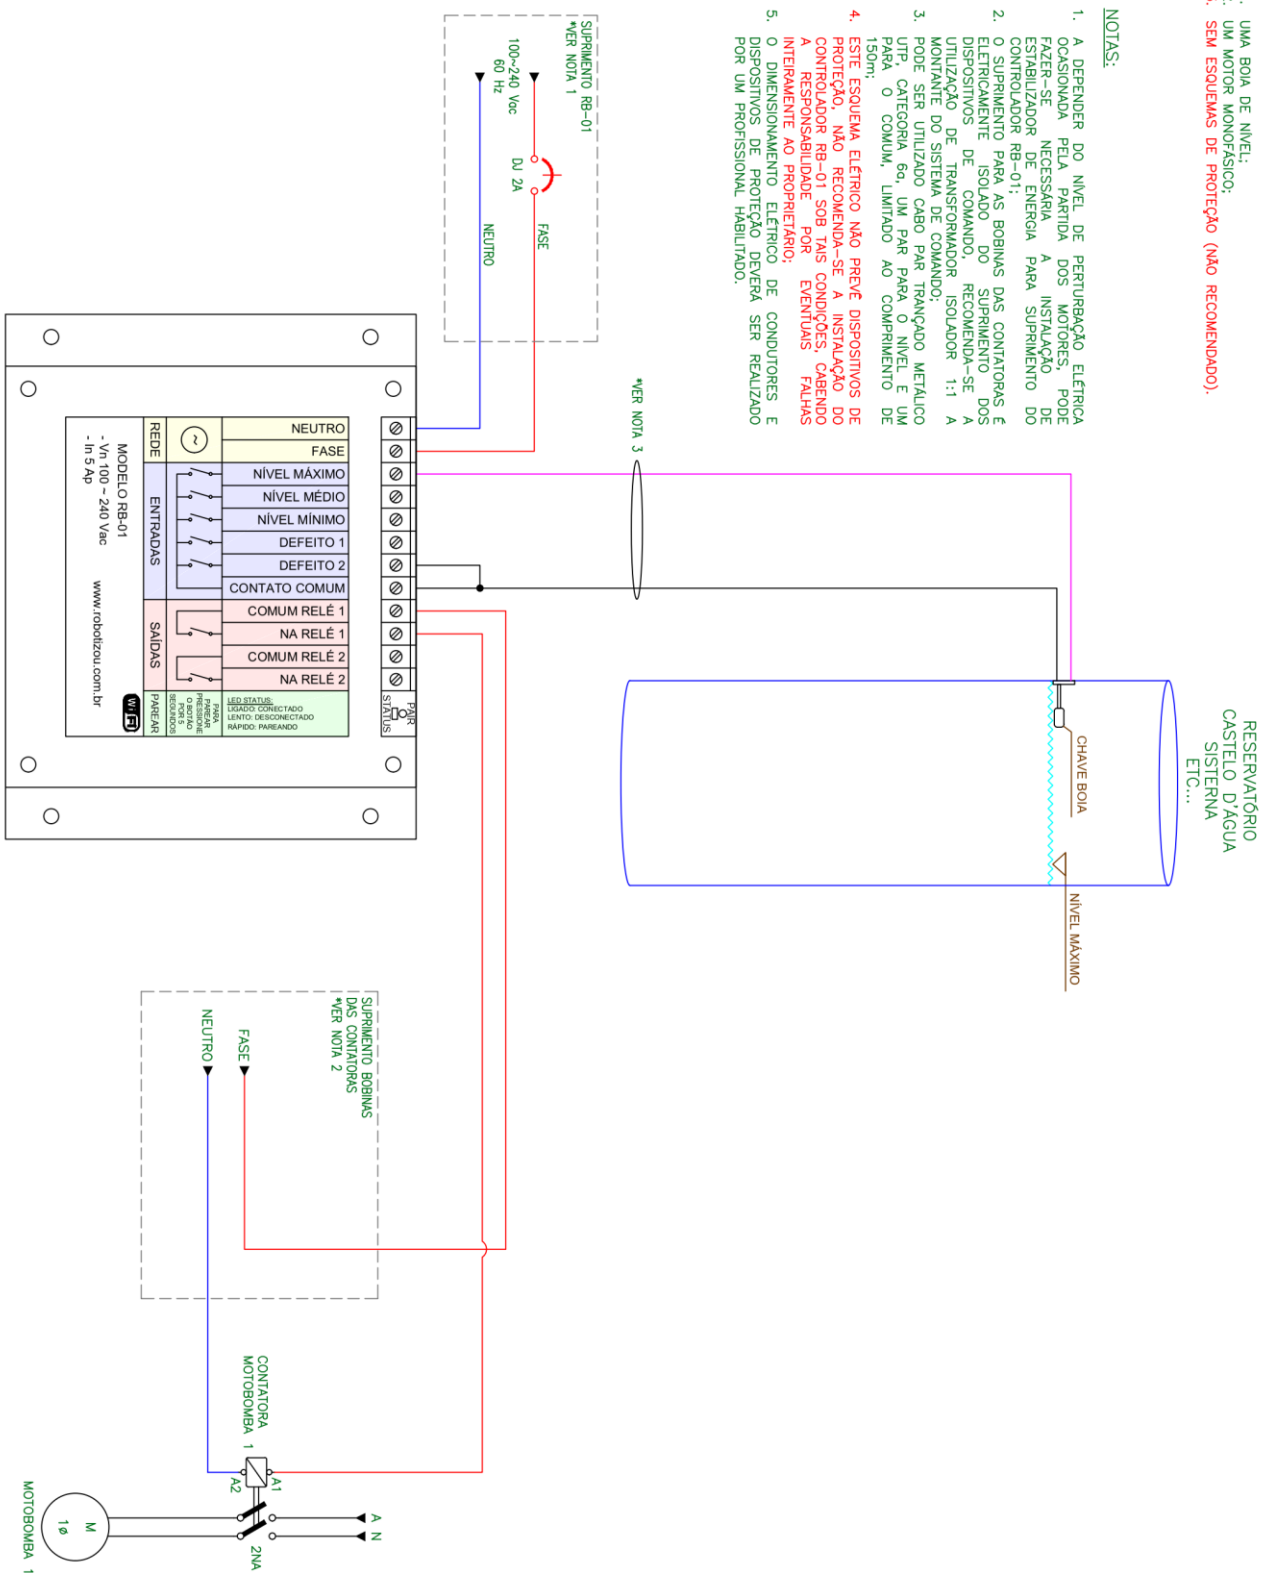 . UMA BOIA DE NÍVEL;
. UM MOTOR MONOFÁSICO;
. SEM ESQUEMAS DE PROTEÇÃO (NÃO RECOMENDADO).
NOTAS:
1. A DEPENDER DO NÍVEL DE PERTURBAÇÃO ELÉTRICA
OCASIONADA PELA PARTIDA DOS MOTORES, PODE
FAZER-SE NECESSÁRIA A INSTALAÇÃO DE
ESTABILIZADOR DE ENERGIA PARA SUPRIMENTO DO
CONTROLADOR RB-01;
2. O SUPRIMENTO PARA AS BOBINAS DAS CONTATORAS É
ELETRICAMENTE ISOLADO DO SUPRIMENTO DOS
DISPOSITIVOS DE COMANDO, RECOMENDA-SE A
UTILIZAÇÃO DE TRANSFORMADOR ISOLADOR 1:1 A
MONTANTE DO SISTEMA DE COMANDO;
3. PODE SER UTILIZADO CABO PAR TRANÇADO METÁLICO
UTP, CATEGORIA 6a, UM PAR PARA O NÍVEL E UM
PARA O COMUM, LIMITADO AO COMPRIMENTO DE
150m;
4. ESTE ESQUEMA ELÉTRICO NÃO PREVÊ DISPOSITIVOS DE
PROTEÇÃO, NÃO RECOMENDA-SE A INSTALAÇÃO DO
CONTROLADOR RB-01 SOB TAIS CONDIÇÕES, CABENDO
A RESPONSABILIDADE POR EVENTUAIS FALHAS
INTEIRAMENTE AO PROPRIETÁRIO;
5. O DIMENSIONAMENTO ELÉTRICO DE CONDUTORES E
DISPOSITIVOS DE PROTEÇÃO DEVERÁ SER REALIZADO
POR UM PROFISSIONAL HABILITADO.
RESERVATÓRIO
CASTELO D'ÁGUA
SISTERNA
ETC...
CHAVE BOIA
NÍVEL MÁXIMO
*VER NOTA 3
SUPRIMENTO RB-01
*VER NOTA 1
100~240 Vac
60 Hz
DJ 2A
FASE
NEUTRO
NEUTRO
FASE
NÍVEL MÁXIMO
NÍVEL MÉDIO
NÍVEL MÍNIMO
DEFEITO 1
DEFEITO 2
CONTATO COMUM
COMUM RELÉ 1
NA RELÉ 1
COMUM RELÉ 2
NA RELÉ 2
PAIR
STATUS
LED STATUS:
LIGADO: CONECTADO
LENTO: DESCONECTADO
RÁPIDO: PAREANDO
PARA
PAREAR
PRESSIONE
O BOTÃO
POR 5
SEGUNDOS
~
REDE
ENTRADAS
SAÍDAS
PAREAR
MODELO RB-01
- Vn 100 ~ 240 Vac
- In 5 Ap
www.robotizou.com.br
Wi Fi
SUPRIMENTO BOBINAS
DAS CONTATORAS
*VER NOTA 2
FASE
NEUTRO
CONTATORA
MOTOBOMBA 1
A1
A2
2NA
A
N
M
1ø
MOTOBOMBA 1